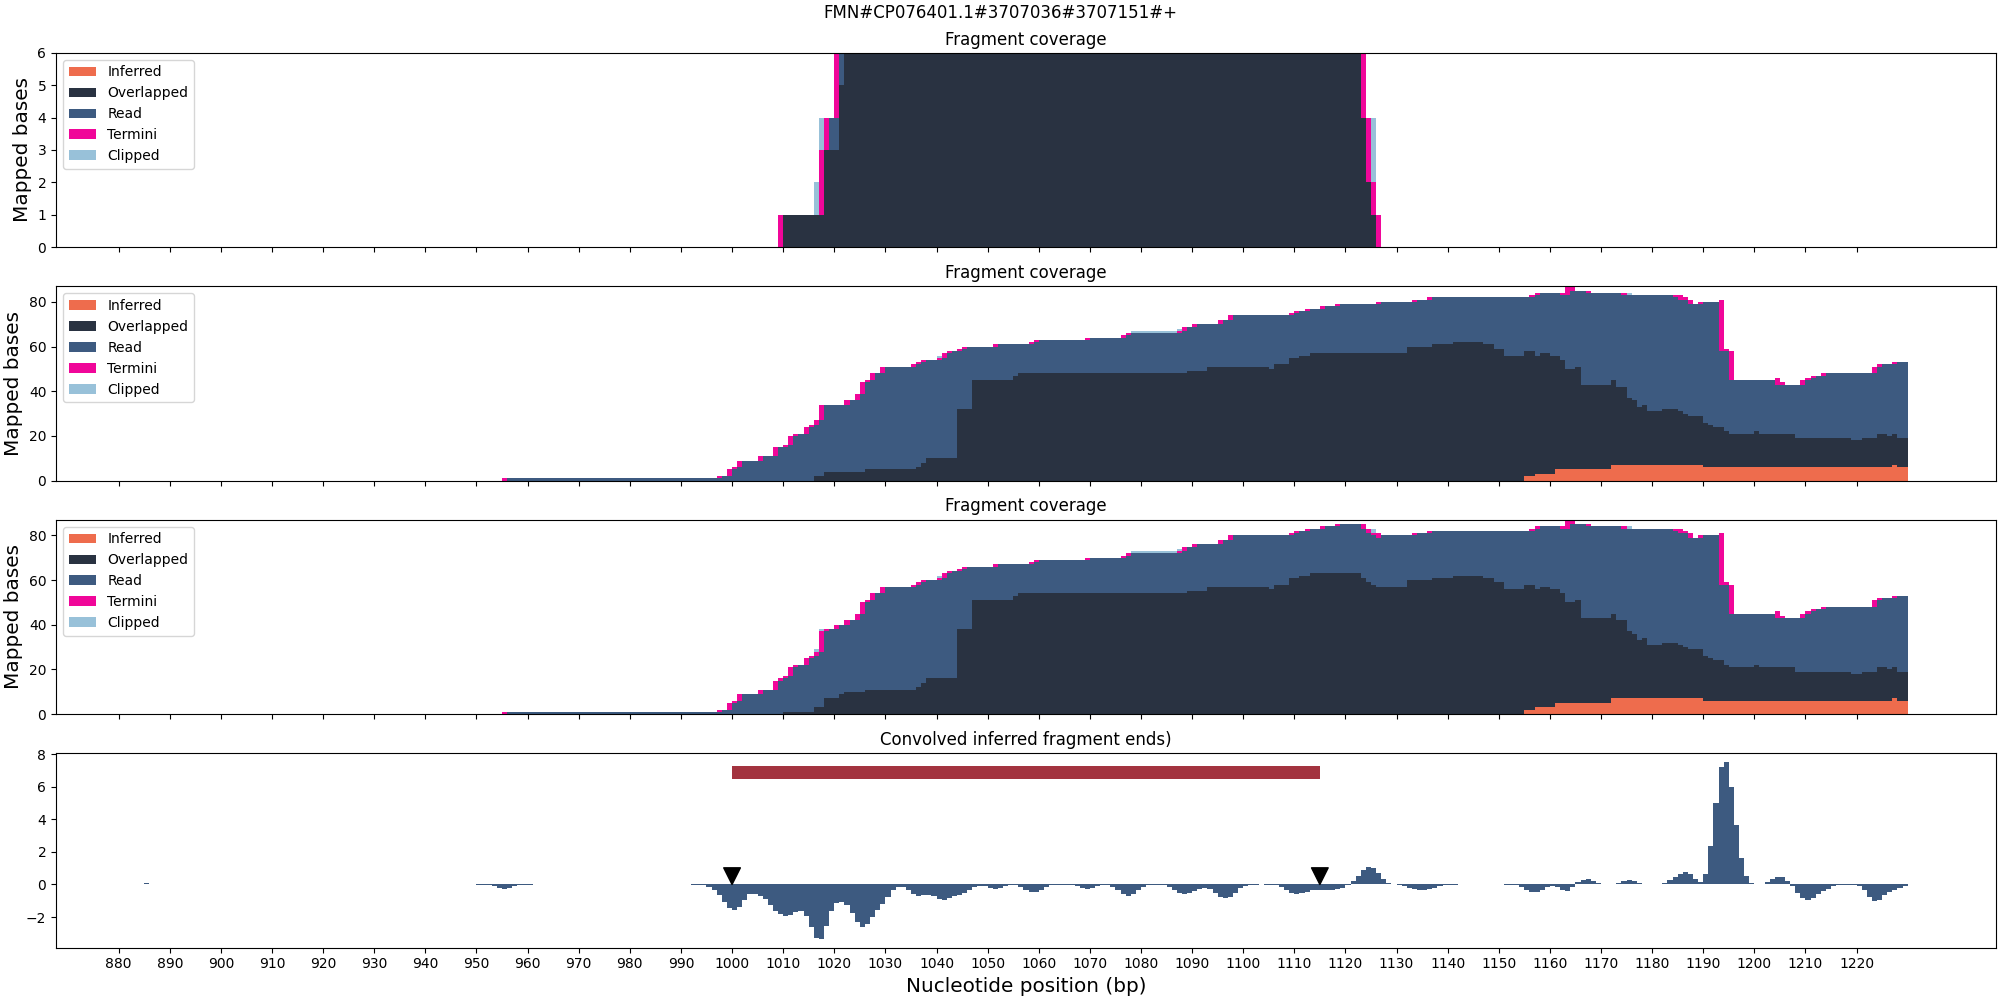 FMN#CP076401.1#3707036#3707151#+
Fragment coverage
Mapped bases
6
5
4
3
2
1
0
Inferred
Overlapped
Read
Termini
Clipped
Fragment coverage
Mapped bases
80
60
40
20
0
Inferred
Overlapped
Read
Termini
Clipped
Fragment coverage
Mapped bases
80
60
40
20
0
Inferred
Overlapped
Read
Termini
Clipped
Convolved inferred fragment ends)
8
6
4
2
0
−2
880 890 900 910 920 930 940 950 960 970 980 990 1000 1010 1020 1030 1040 1050 1060 1070 1080 1090 1100 1110 1120 1130 1140 1150 1160 1170 1180 1190 1200 1210 1220
Nucleotide position (bp)